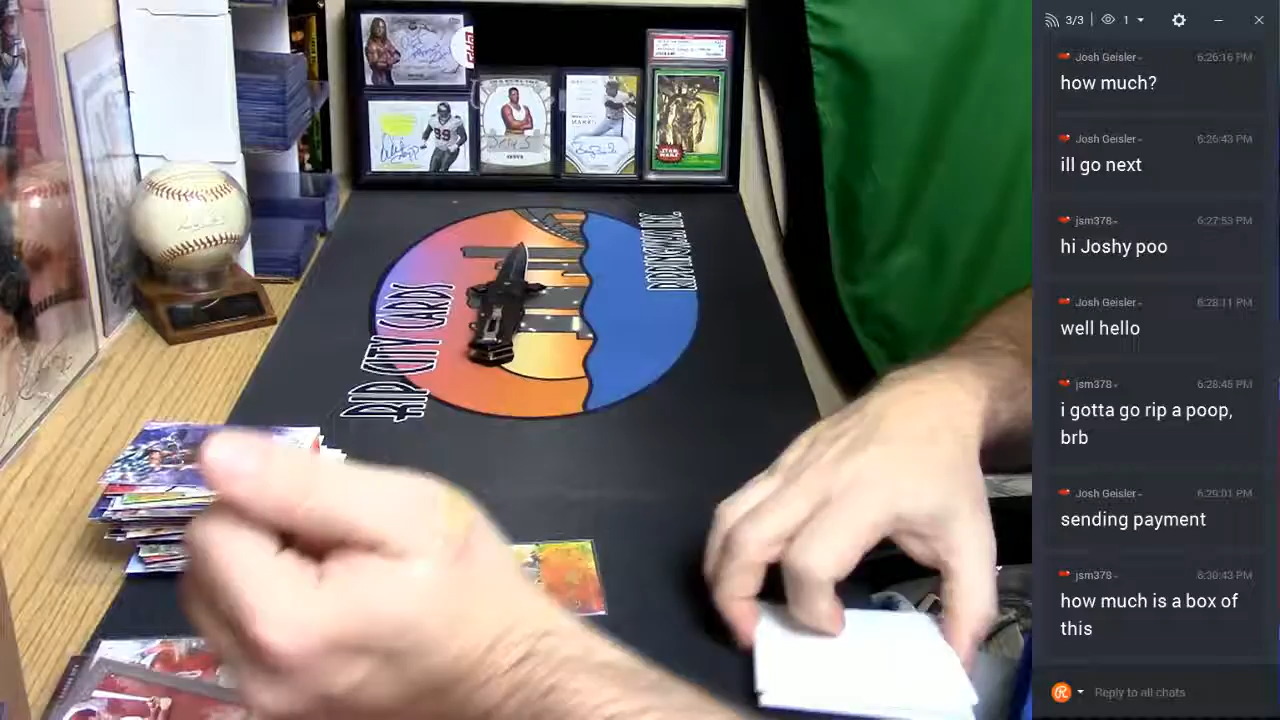 STAR
WARS
RIP CITY CARDS
3/3
1
Josh Geisler
6:26:16 PM
how much?
Josh Geisler
6:26:43 PM
ill go next
jsm378
6:27:53 PM
hi Joshy poo
Josh Geisler
6:28:11 PM
well hello
jsm378
6:28:45 PM
i gotta go rip a poop,
brb
Josh Geisler
6:29:01 PM
sending payment
jsm378
6:30:43 PM
how much is a box of
this
Reply to all chats